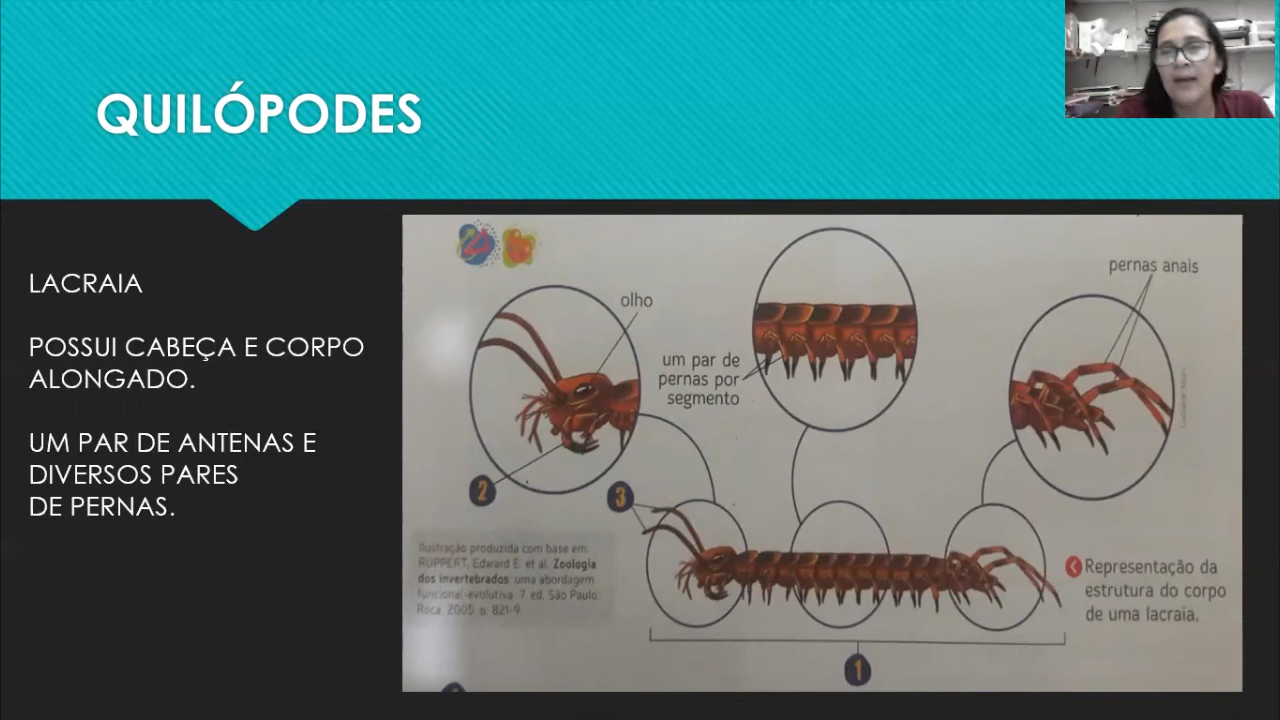 QUILÓPODES
LACRAIA
POSSUI CABEÇA E CORPO
ALONGADO.
UM PAR DE ANTENAS E
DIVERSOS PARES
DE PERNAS.
olho
um par de
pernas por
segmento
pernas anais
2
3
Ilustração produzida com base em:
RUPPERT, Edward E. et al. Zoologia
dos invertebrados: uma abordagem
funcional-evolutiva. 7. ed. São Paulo:
Roca, 2005. p. 821-9.
Representação da
estrutura do corpo
de uma lacraia.
1